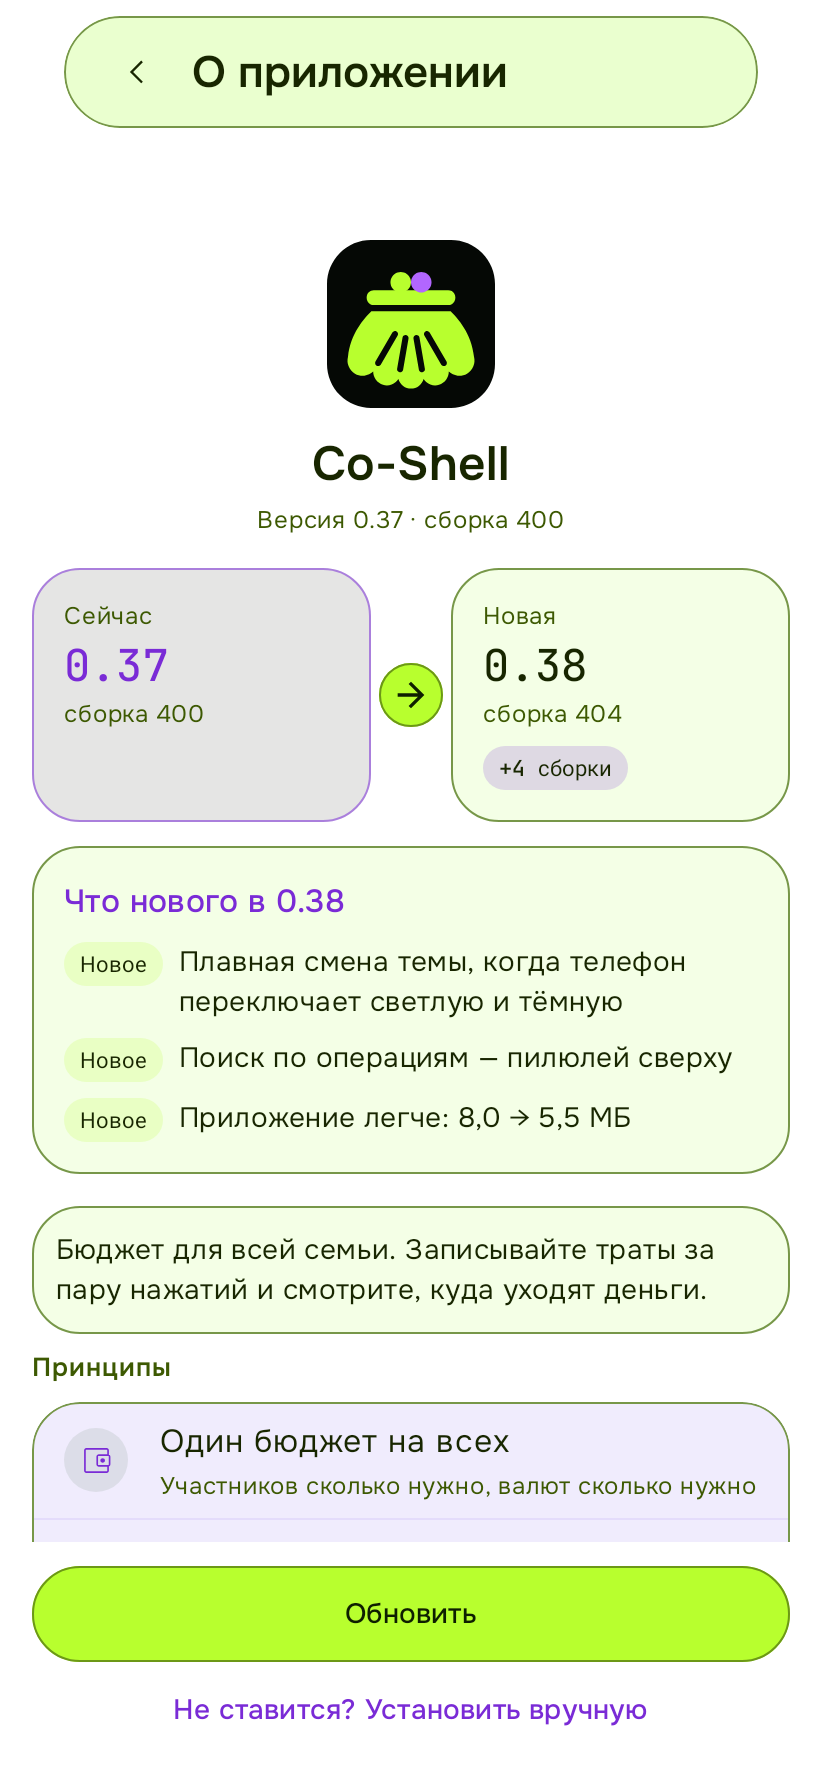 О приложении
Co-Shell
Версия 0.37 · сборка 400
Сейчас
0.37
сборка 400
Новая
0.38
сборка 404
+4 сборки
Что нового в 0.38
Новое Плавная смена темы, когда телефон
переключает светлую и тёмную
Новое Поиск по операциям — пилюлей сверху
Новое Приложение легче: 8,0 → 5,5 МБ
Бюджет для всей семьи. Записывайте траты за
пару нажатий и смотрите, куда уходят деньги.
Принципы
Один бюджет на всех
Участников сколько нужно, валют сколько нужно
Обновить
Не ставится? Установить вручную